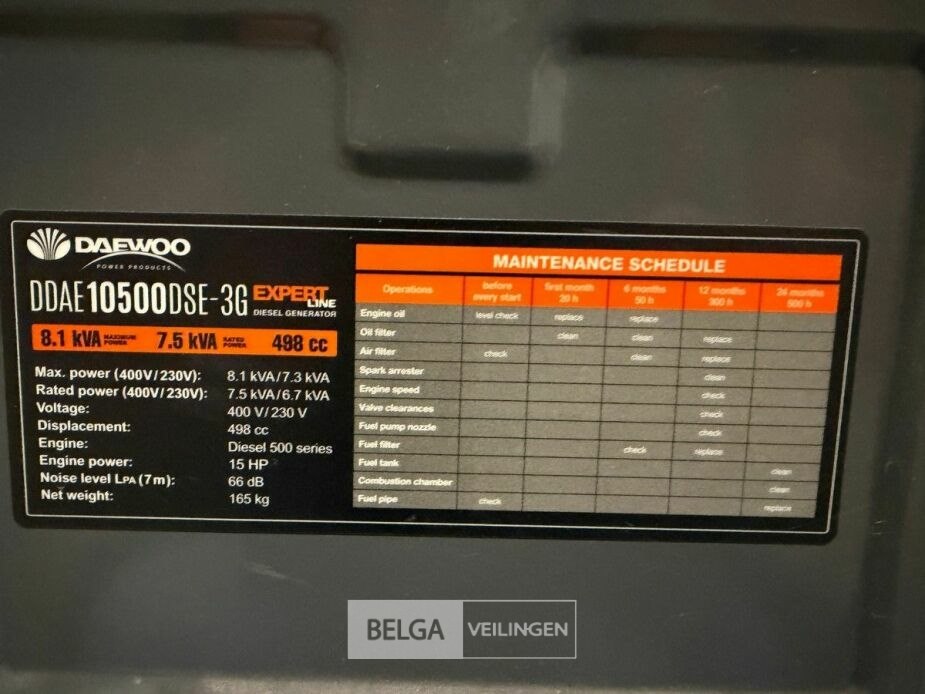 DAEWOO
POWER PRODUCTS
DDAE10500DSE-3G EXPERT LINE
DIESEL GENERATOR
8.1 kVA MAXIMUM POWER 7.5 kVA RATED POWER 498 cc
Max. power (400V/230V): 8.1 kVA/7.3 kVA
Rated power (400V/230V): 7.5 kVA/6.7 kVA
Voltage: 400 V/230 V
Displacement: 498 cc
Engine: Diesel 500 series
Engine power: 15 HP
Noise level LPA (7m): 66 dB
Net weight: 165 kg
MAINTENANCE SCHEDULE
Operations before every start first month 20 h 6 months 50 h 12 months 300 h 24 months 500 h
Engine oil level check replace replace
Oil filter clean clean replace
Air filter check clean replace
Spark arrester clean
Engine speed check
Valve clearances check
Fuel pump nozzle check
Fuel filter check replace
Fuel tank clean
Combustion chamber clean
Fuel pipe check replace
BELGA VEILINGEN